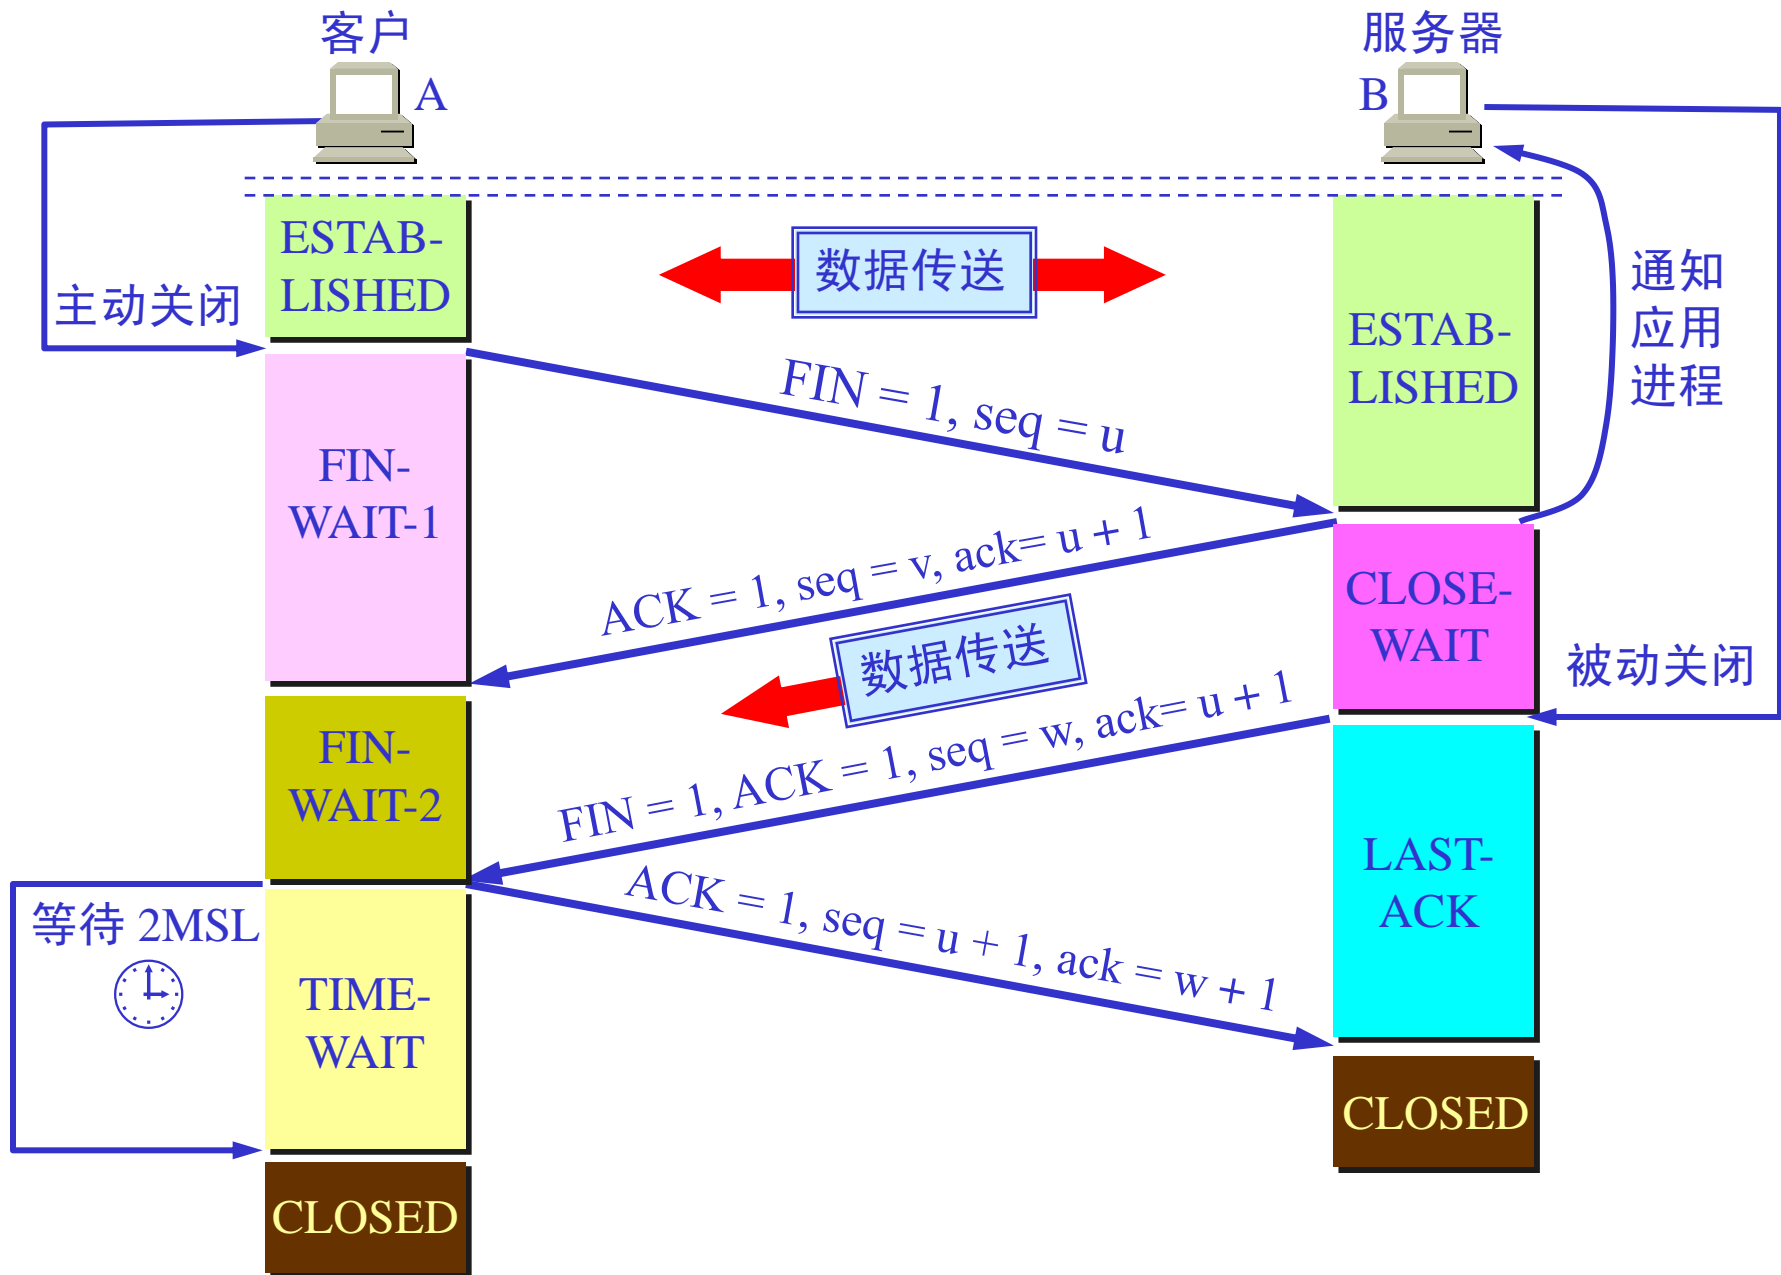 客户
服务器
A
B
ESTAB-
LISHED
数据传送
通知
应用
进程
主动关闭
ESTAB-
LISHED
FIN = 1, seq = u
FIN-
WAIT-1
ACK = 1, seq = v, ack= u + 1
CLOSE-
WAIT
数据传送
被动关闭
FIN-
WAIT-2
FIN = 1, ACK = 1, seq = w, ack= u + 1
LAST-
ACK
等待 2MSL
ACK = 1, seq = u + 1, ack = w + 1
TIME-
WAIT
CLOSED
CLOSED